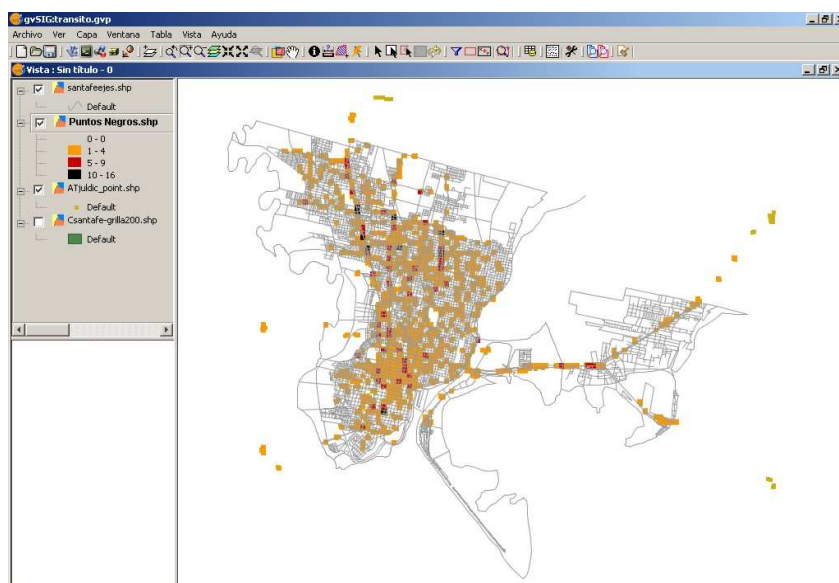 gvSIG:transito.gvp
Archivo Ver Capa Ventana Tabla Vista Ayuda
Vista : Sin título - 0
santafeejes.shp
Default
Puntos Negros.shp
0 - 0
1 - 4
5 - 9
10 - 16
ATjuldic_point.shp
Default
Csantafe-grilla200.shp
Default